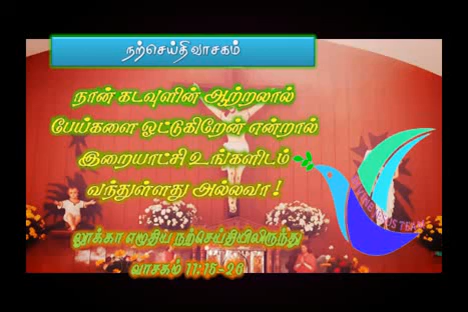 நற்செய்தி வாசகம்
நான் கடவுளின் ஆற்றலால்
பேய்களை ஓட்டுகிறேன் என்றால்
இறையாட்சி உங்களிடம்
வந்துள்ளது அல்லவா !
லூக்கா எழுதிய நற்செய்தியிலிருந்து
வாசகம் 11:15-26